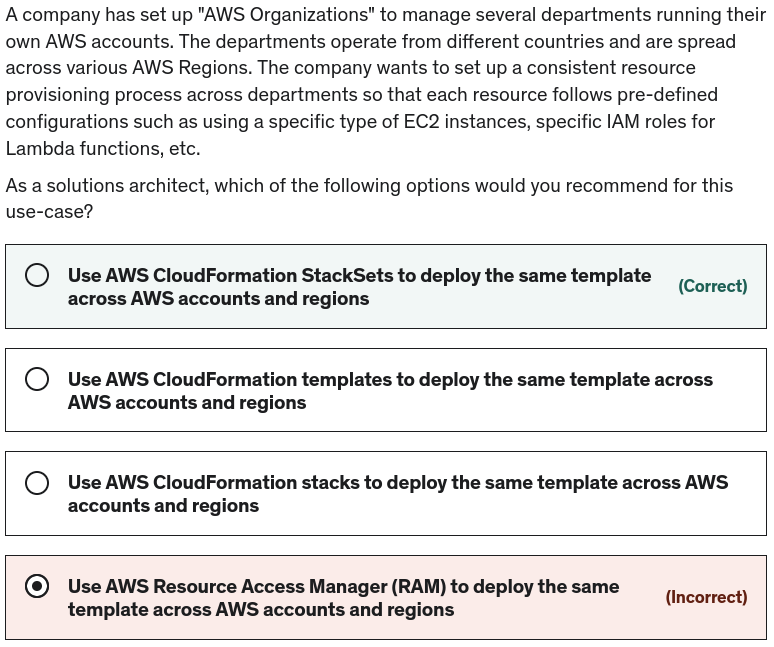 A company has set up "AWS Organizations" to manage several departments running their
own AWS accounts. The departments operate from different countries and are spread
across various AWS Regions. The company wants to set up a consistent resource
provisioning process across departments so that each resource follows pre-defined
configurations such as using a specific type of EC2 instances, specific IAM roles for
Lambda functions, etc.
As a solutions architect, which of the following options would you recommend for this
use-case?
Use AWS CloudFormation StackSets to deploy the same template
across AWS accounts and regions
(Correct)
Use AWS CloudFormation templates to deploy the same template across
AWS accounts and regions
Use AWS CloudFormation stacks to deploy the same template across AWS
accounts and regions
Use AWS Resource Access Manager (RAM) to deploy the same
template across AWS accounts and regions
(Incorrect)